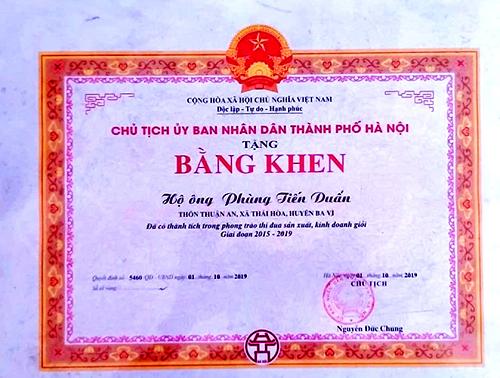 CỘNG HÒA XÃ HỘI CHỦ NGHĨA VIỆT NAM
Độc lập - Tự do - Hạnh phúc
CHỦ TỊCH ỦY BAN NHÂN DÂN THÀNH PHỐ HÀ NỘI
TẶNG
BẰNG KHEN
Hộ ông Phùng Tiến Duẩn
THÔN THUẬN AN, XÃ THÁI HÒA, HUYỆN BA VÌ
Đã có thành tích trong phong trào thi đua sản xuất, kinh doanh giỏi
Giai đoạn 2015 - 2019
Quyết định số: 5460 /QĐ - UBND ngày: 01 .tháng. 10 .năm 2019
Số sổ vàng:
Hà Nội, ngày 01 .tháng. 10 .năm 2019
CHỦ TỊCH
Nguyễn Đức Chung